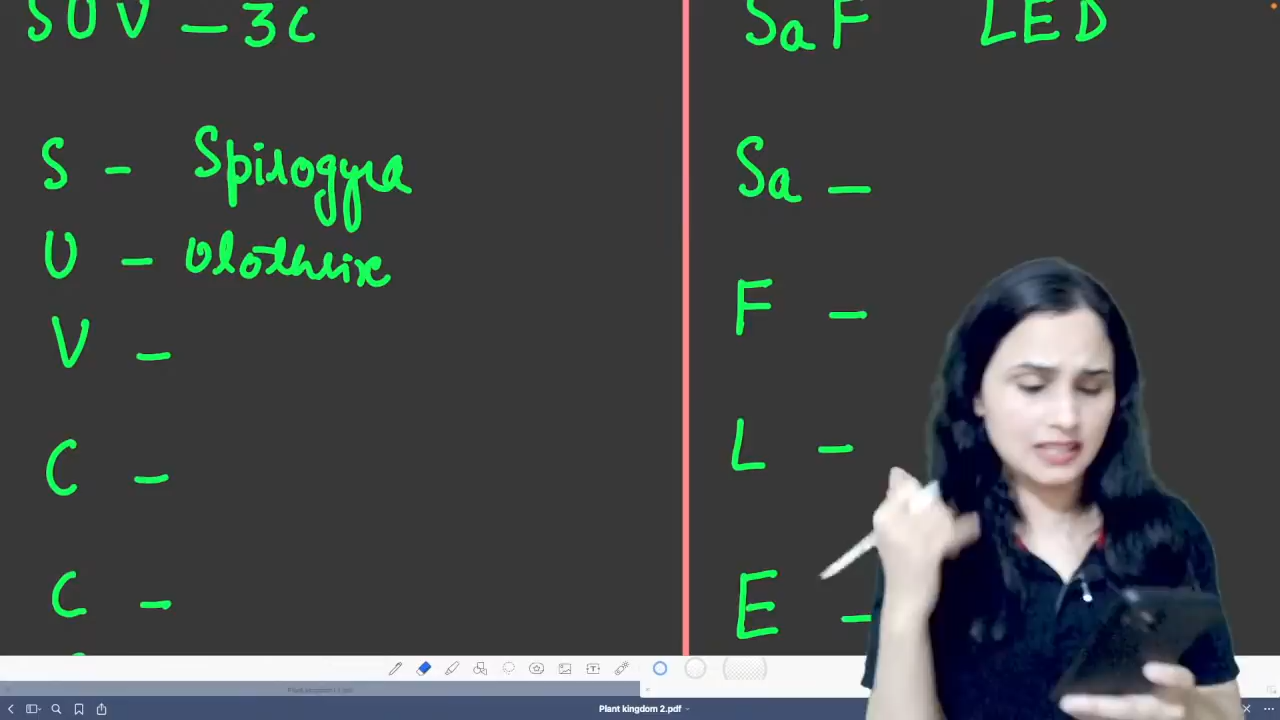 SUV - 3C
S - Spirogyra
U - Ulothrix
V -
C -
C -
SaF LED
Sa -
F -
L -
E -
Plant kingdom 2.pdf